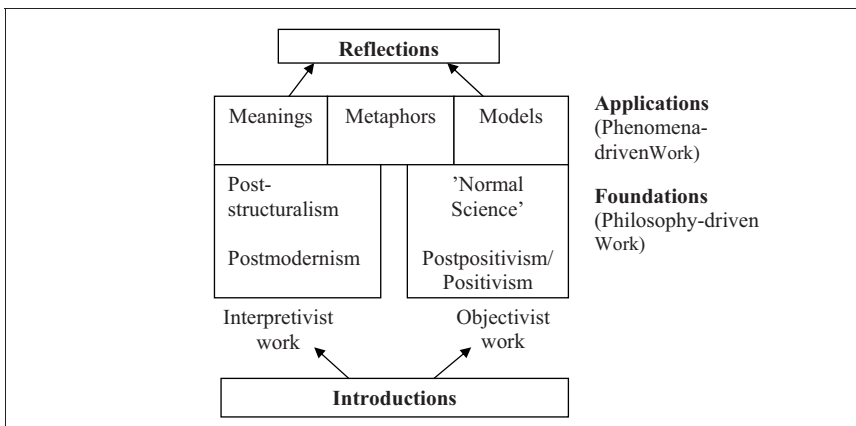 Reflections
Meanings
Metaphors
Models
Applications
(Phenomena-
drivenWork)
Post-
structuralism
Postmodernism
’Normal
Science’
Postpositivism/
Positivism
Foundations
(Philosophy-driven
Work)
Interpretivist
work
Objectivist
work
Introductions